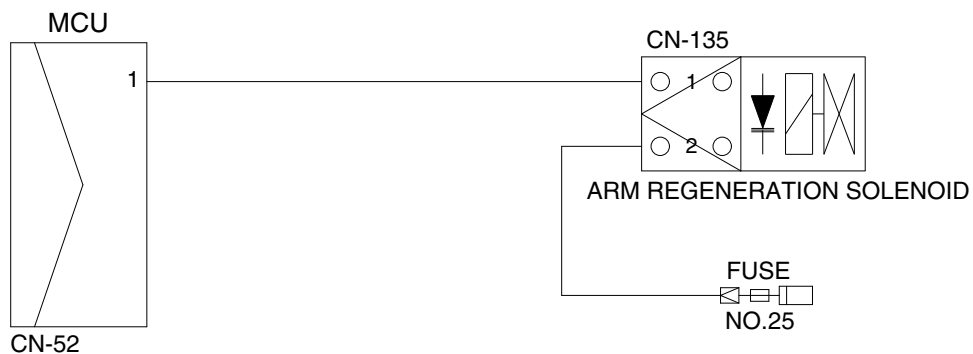 MCU
CN-135
1
1
2
ARM REGENERATION SOLENOID
FUSE
NO.25
CN-52